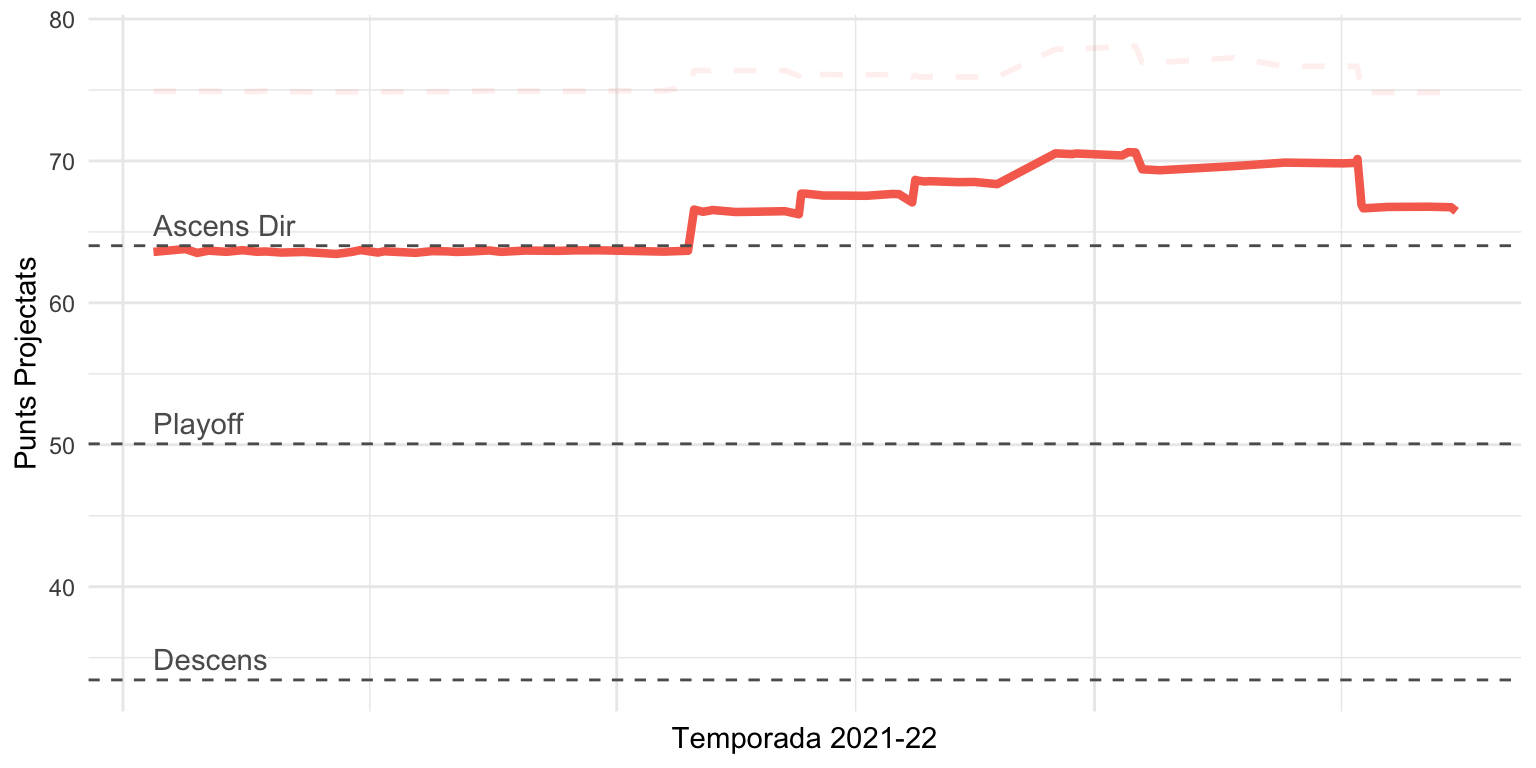 80
70
60
50
40
Punts Projectats
Ascens Dir
Playoff
Descens
Temporada 2021-22